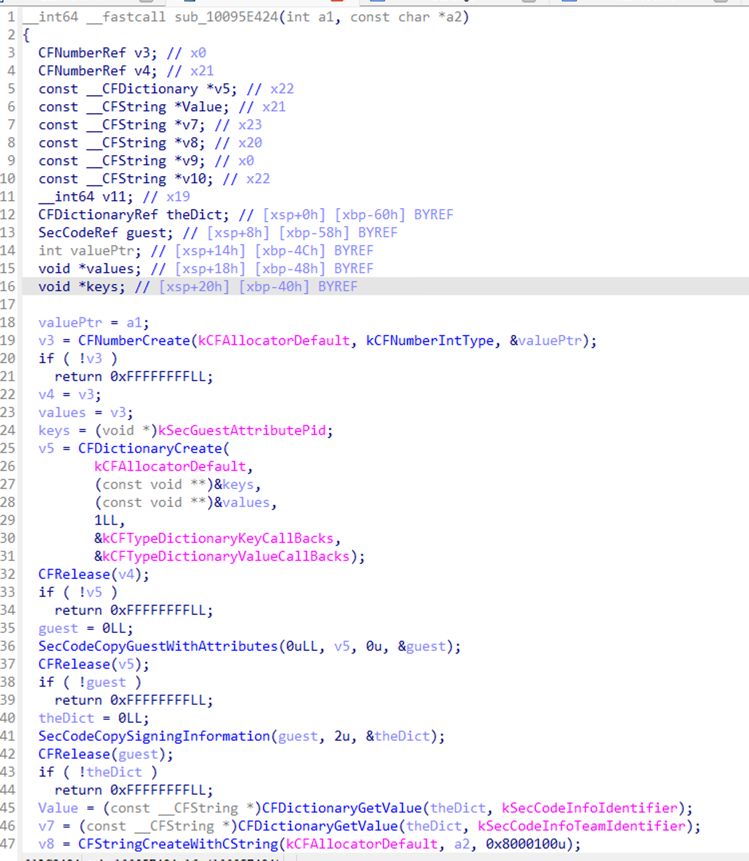 1 __int64 __fastcall sub_10095E424(int a1, const char *a2)
2 {
3 CFNumberRef v3; // x0
4 CFNumberRef v4; // x21
5 const __CFDictionary *v5; // x22
6 const __CFString *Value; // x21
7 const __CFString *v7; // x23
8 const __CFString *v8; // x20
9 const __CFString *v9; // x0
10 const __CFString *v10; // x22
11 __int64 v11; // x19
12 CFDictionaryRef theDict; // [xsp+0h] [xbp-60h] BYREF
13 SecCodeRef guest; // [xsp+8h] [xbp-58h] BYREF
14 int valuePtr; // [xsp+14h] [xbp-4Ch] BYREF
15 void *values; // [xsp+18h] [xbp-48h] BYREF
16 void *keys; // [xsp+20h] [xbp-40h] BYREF
17
18 valuePtr = a1;
19 v3 = CFNumberCreate(kCFAllocatorDefault, kCFNumberIntType, &valuePtr);
20 if ( !v3 )
21 return 0xFFFFFFFFLL;
22 v4 = v3;
23 values = v3;
24 keys = (void *)kSecGuestAttributePid;
25 v5 = CFDictionaryCreate(
26 kCFAllocatorDefault,
27 (const void **)&keys,
28 (const void **)&values,
29 1LL,
30 &kCFTypeDictionaryKeyCallBacks,
31 &kCFTypeDictionaryValueCallBacks);
32 CFRelease(v4);
33 if ( !v5 )
34 return 0xFFFFFFFFLL;
35 guest = 0LL;
36 SecCodeCopyGuestWithAttributes(0uLL, v5, 0u, &guest);
37 CFRelease(v5);
38 if ( !guest )
39 return 0xFFFFFFFFLL;
40 theDict = 0LL;
41 SecCodeCopySigningInformation(guest, 2u, &theDict);
42 CFRelease(guest);
43 if ( !theDict )
44 return 0xFFFFFFFFLL;
45 Value = (const __CFString *)CFDictionaryGetValue(theDict, kSecCodeInfoIdentifier);
46 v7 = (const __CFString *)CFDictionaryGetValue(theDict, kSecCodeInfoTeamIdentifier);
47 v8 = CFStringCreateWithCString(kCFAllocatorDefault, a2, 0x8000100u);